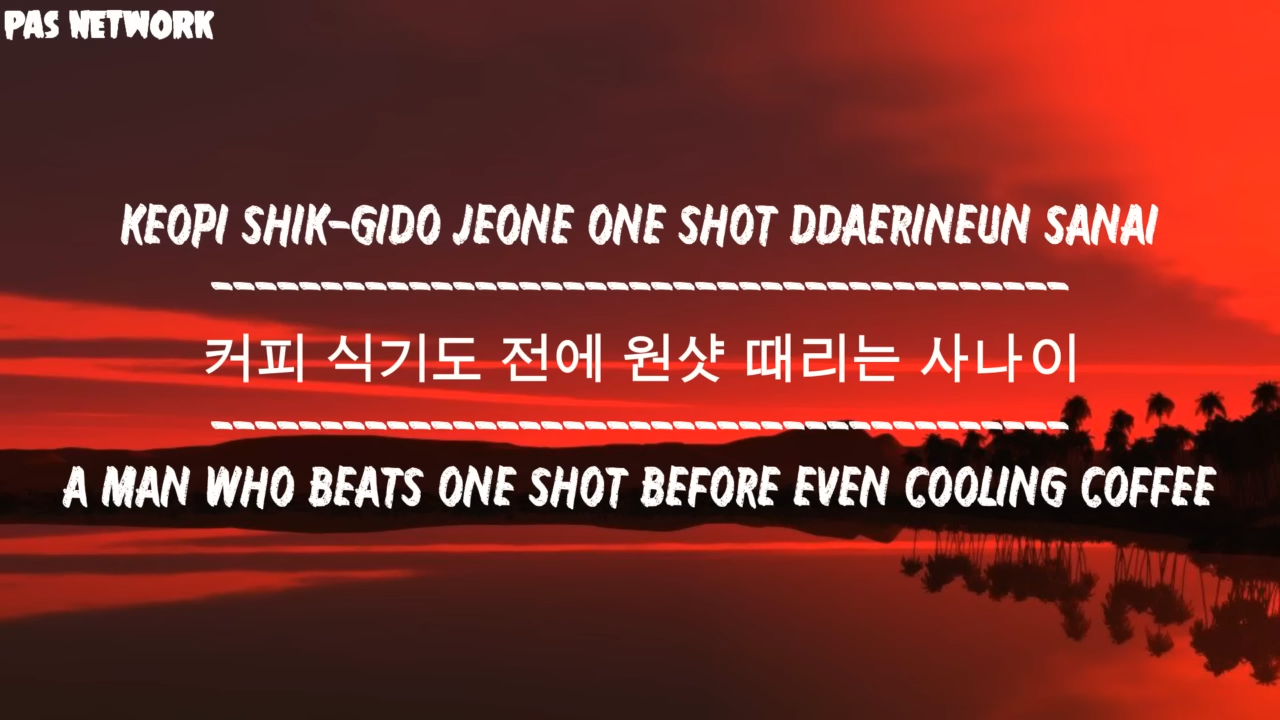 PAS NETWORK
KEOPI SHIK-GIDO JEONE ONE SHOT DDAERINEUN SANAI
커피 식기도 전에 원샷 때리는 사나이
A MAN WHO BEATS ONE SHOT BEFORE EVEN COOLING COFFEE